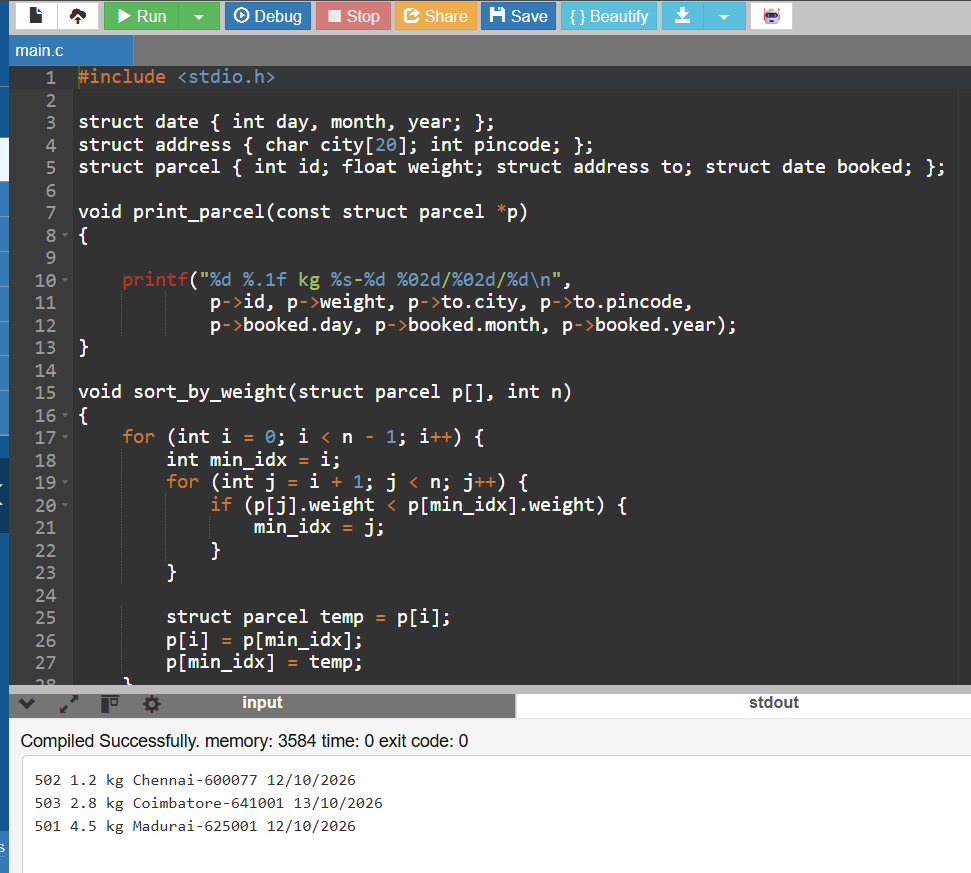 Run Debug Stop Share Save { } Beautify
main.c
1 #include <stdio.h>
2
3 struct date { int day, month, year; };
4 struct address { char city[20]; int pincode; };
5 struct parcel { int id; float weight; struct address to; struct date booked; };
6
7 void print_parcel(const struct parcel *p)
8 {
9
10     printf("%d %.1f kg %s-%d %02d/%02d/%d\n",
11             p->id, p->weight, p->to.city, p->to.pincode,
12             p->booked.day, p->booked.month, p->booked.year);
13 }
14
15 void sort_by_weight(struct parcel p[], int n)
16 {
17     for (int i = 0; i < n - 1; i++) {
18         int min_idx = i;
19         for (int j = i + 1; j < n; j++) {
20             if (p[j].weight < p[min_idx].weight) {
21                 min_idx = j;
22             }
23         }
24
25         struct parcel temp = p[i];
26         p[i] = p[min_idx];
27         p[min_idx] = temp;
28     }
input stdout
Compiled Successfully. memory: 3584 time: 0 exit code: 0
502 1.2 kg Chennai-600077 12/10/2026
503 2.8 kg Coimbatore-641001 13/10/2026
501 4.5 kg Madurai-625001 12/10/2026
s